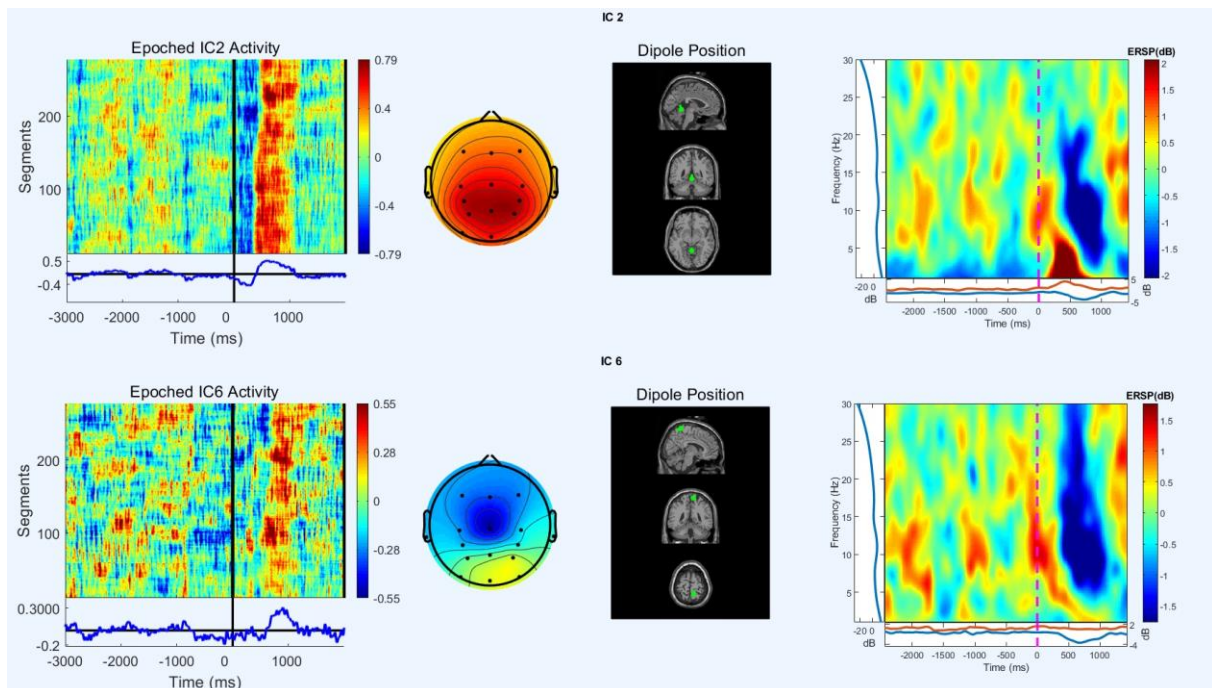 IC 2
Epoched IC2 Activity
Segments
200
100
0.79
0.4
0
-0.4
-0.79
0.5
-0.4
-3000 -2000 -1000 0 1000
Time (ms)
Dipole Position
ERSP(dB)
Frequency (Hz)
30
25
20
15
10
5
2
1.5
1
0.5
0
-0.5
-1
-1.5
-2
-20 0
dB
5
-5
dB
-2000 -1500 -1000 -500 0 500 1000
Time (ms)
IC 6
Epoched IC6 Activity
Segments
200
100
0.55
0.28
0
-0.28
-0.55
0.3000
-0.2
-3000 -2000 -1000 0 1000
Time (ms)
Dipole Position
ERSP(dB)
Frequency (Hz)
30
25
20
15
10
5
1.5
1
0.5
0
-0.5
-1
-1.5
-20 0
dB
2
-4
dB
-2000 -1500 -1000 -500 0 500 1000
Time (ms)